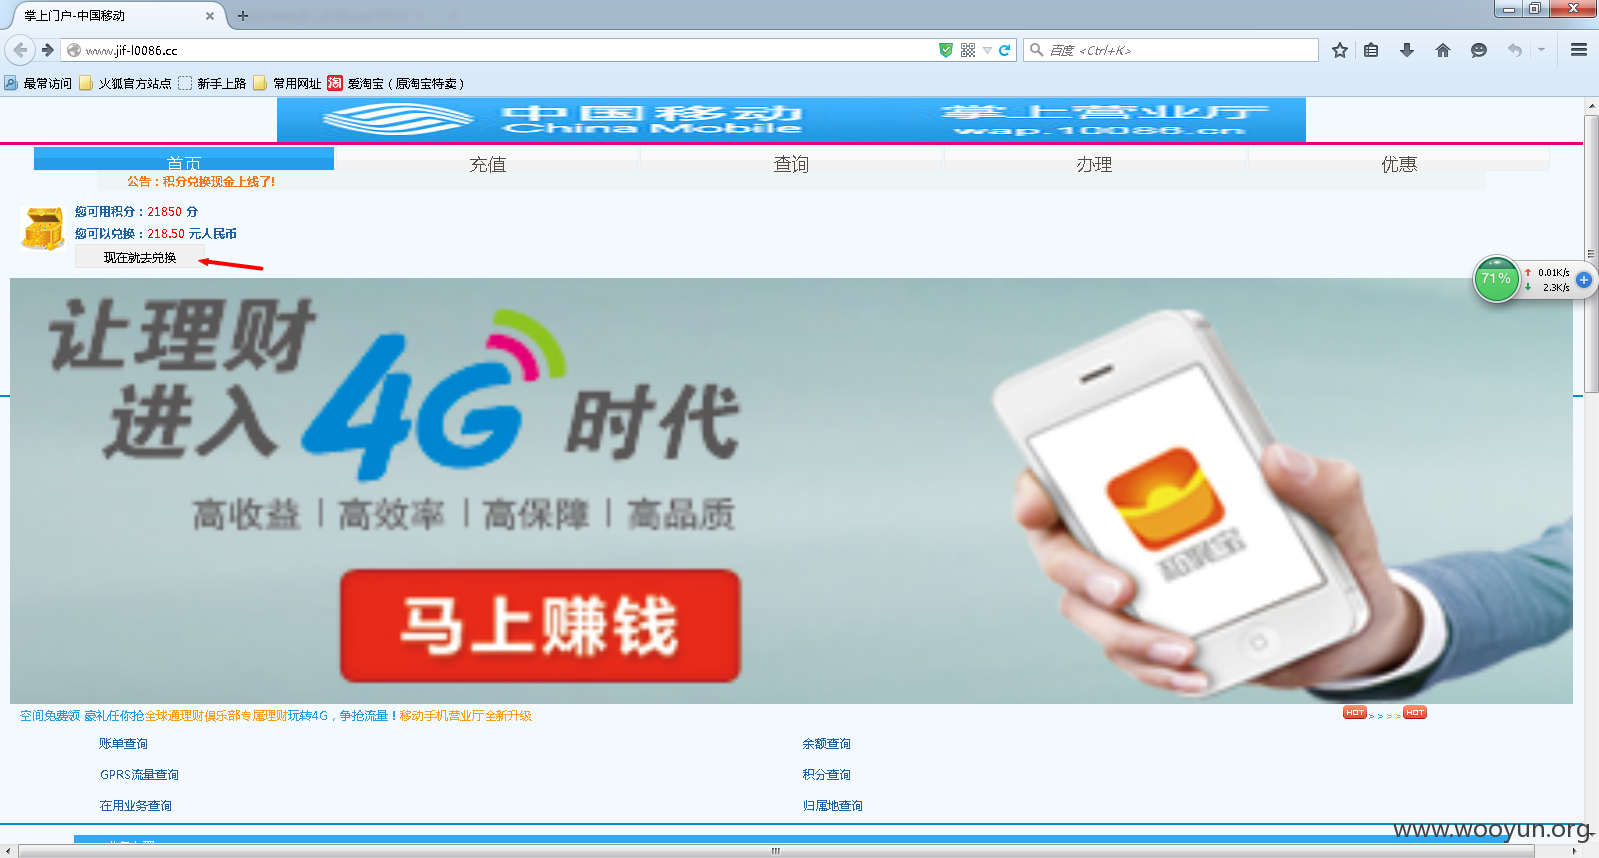 掌上门户-中国移动
www.jif-l0086.cc
百度 <Ctrl+K>
最常访问 火狐官方站点 新手上路 常用网址 淘 爱淘宝（原淘宝特卖）
中国移动 China Mobile 掌上营业厅 wap.10086.cn
首页 充值 查询 办理 优惠
公告：积分兑换现金上线了!
您可用积分：21850 分
您可以兑换：218.50 元人民币
现在就去兑换
71% 0.01K/s
2.3K/s
让理财
进入4G时代
高收益 | 高效率 | 高保障 | 高品质
马上赚钱
空间免费领 豪礼任你抢全球通理财俱乐部专属理财玩转4G，争抢流量！移动手机营业厅全新升级 HOT >>>> HOT
账单查询 余额查询
GPRS流量查询 积分查询
在用业务查询 归属地查询
www.wooyun.org